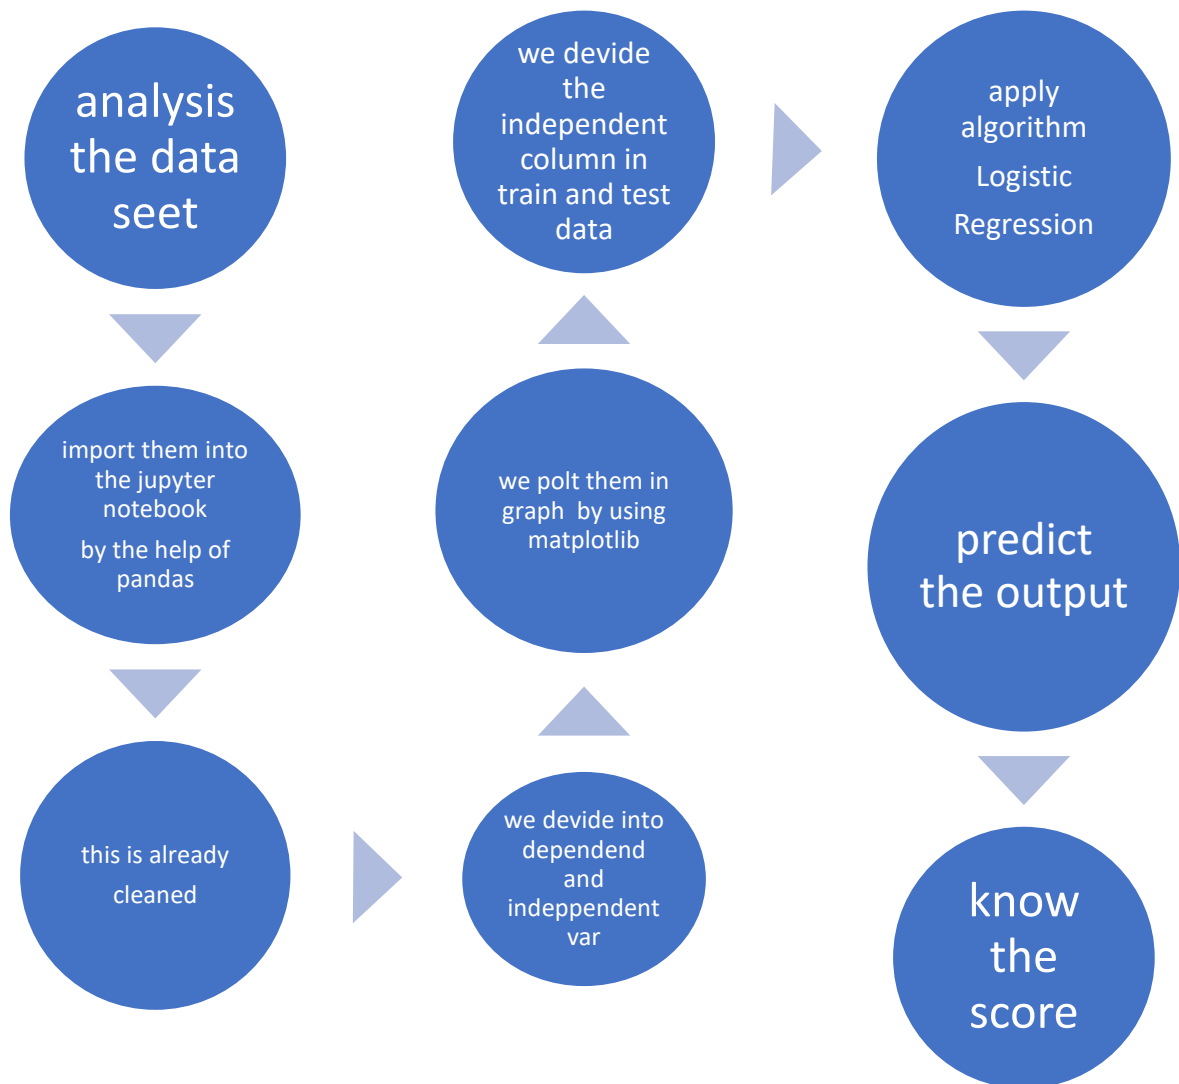 analysis
the data
seet
import them into
the jupyter
notebook
by the help of
pandas
this is already
cleaned
we devide into
dependend
and
indeppendent
var
we polt them in
graph  by using
matplotlib
we devide
the
independent
column in
train and test
data
apply
algorithm
Logistic
Regression
predict
the output
know
the
score